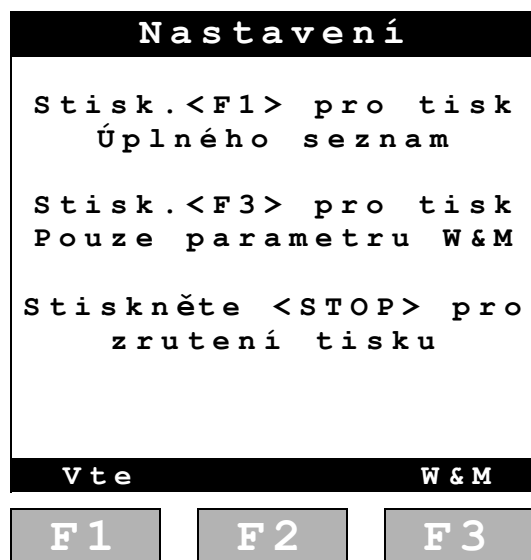 Nastavení
Stisk.<F1> pro tisk
Úplného seznam
Stisk.<F3> pro tisk
Pouze parametru W&M
Stiskněte <STOP> pro
zrutení tisku
Vte W&M
F1 F2 F3